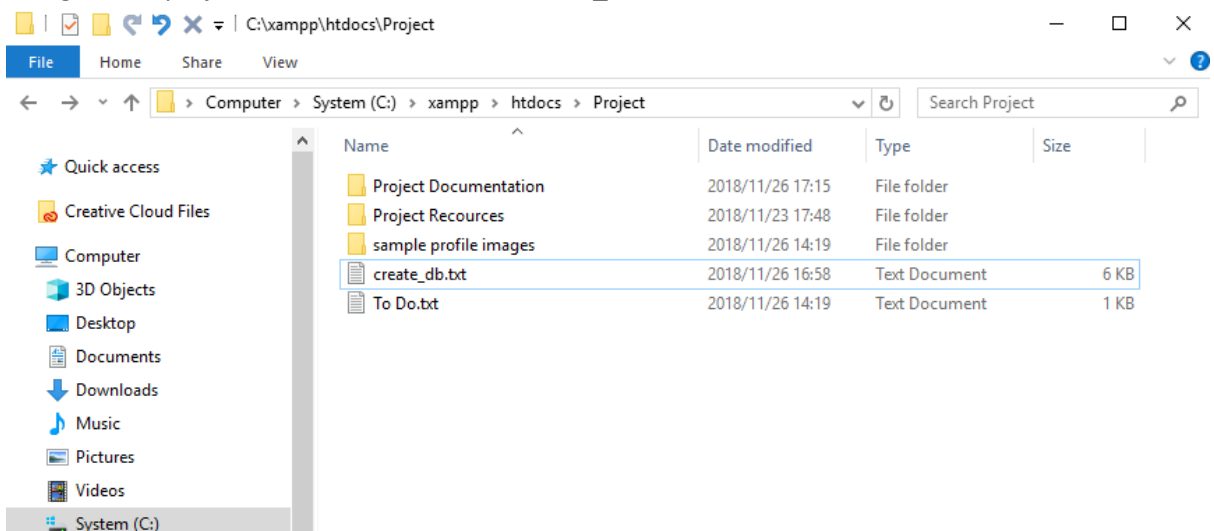 C:\xampp\htdocs\Project
File Home Share View
Computer System (C:) xampp htdocs Project Search Project
Name Date modified Type Size
Quick access
Creative Cloud Files
Computer
3D Objects
Desktop
Documents
Downloads
Music
Pictures
Videos
System (C:)
Project Documentation 2018/11/26 17:15 File folder
Project Recources 2018/11/23 17:48 File folder
sample profile images 2018/11/26 14:19 File folder
create_db.txt 2018/11/26 16:58 Text Document 6 KB
To Do.txt 2018/11/26 14:19 Text Document 1 KB